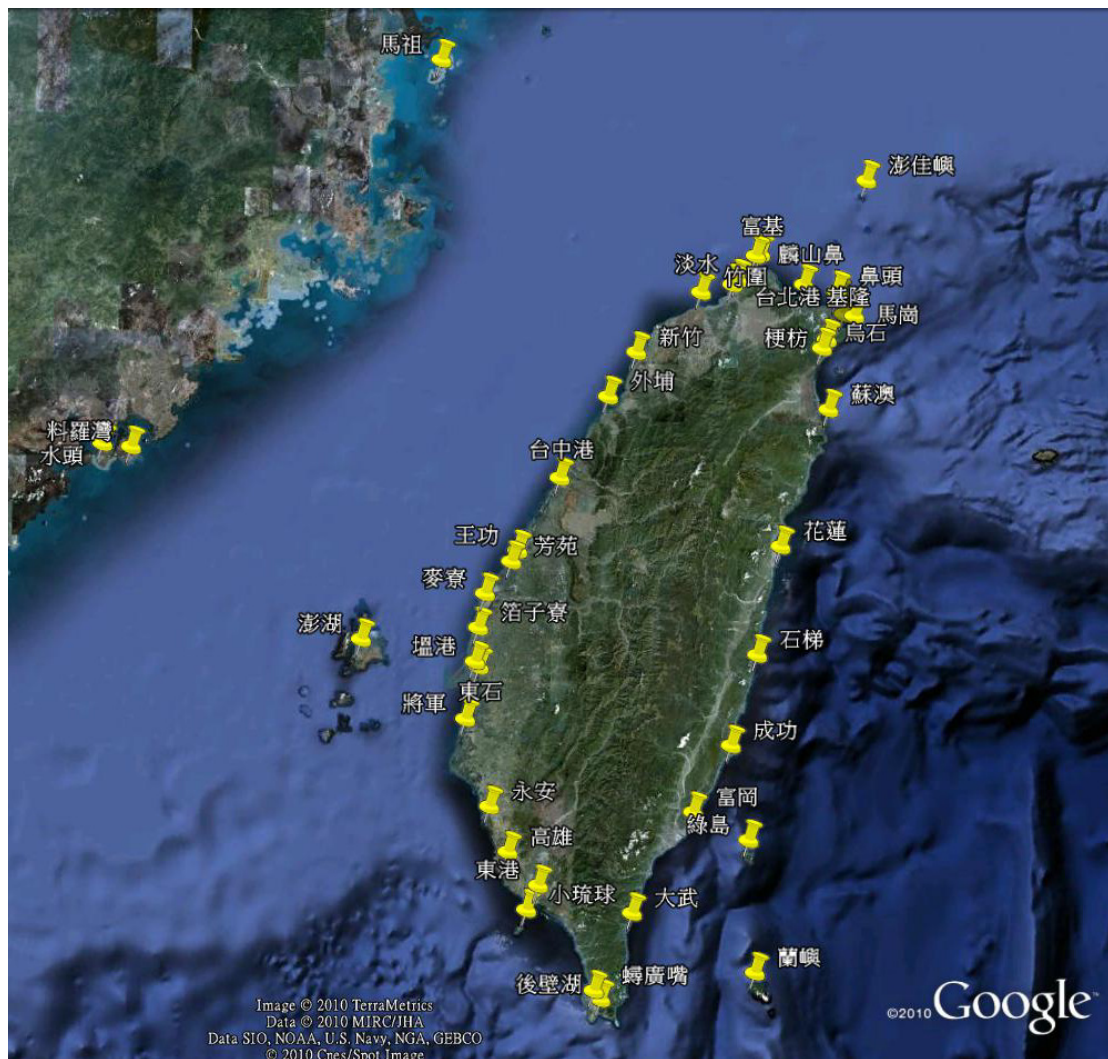 馬祖
澎佳嶼
富基
麟山鼻
淡水
竹圍
鼻頭
台北港
基隆
馬崗
新竹
梗枋
烏石
外埔
蘇澳
料羅灣
水頭
台中港
王功
芳苑
花蓮
麥寮
箔子寮
澎湖
塭港
石梯
東石
將軍
成功
永安
富岡
綠島
高雄
東港
小琉球
大武
後壁湖
蟳廣嘴
蘭嶼
Image © 2010 TerraMetrics
Data © 2010 MIRC/JHA
Data SIO, NOAA, U.S. Navy, NGA, GEBCO
© 2010 Cnes/Spot Image
©2010 Google™